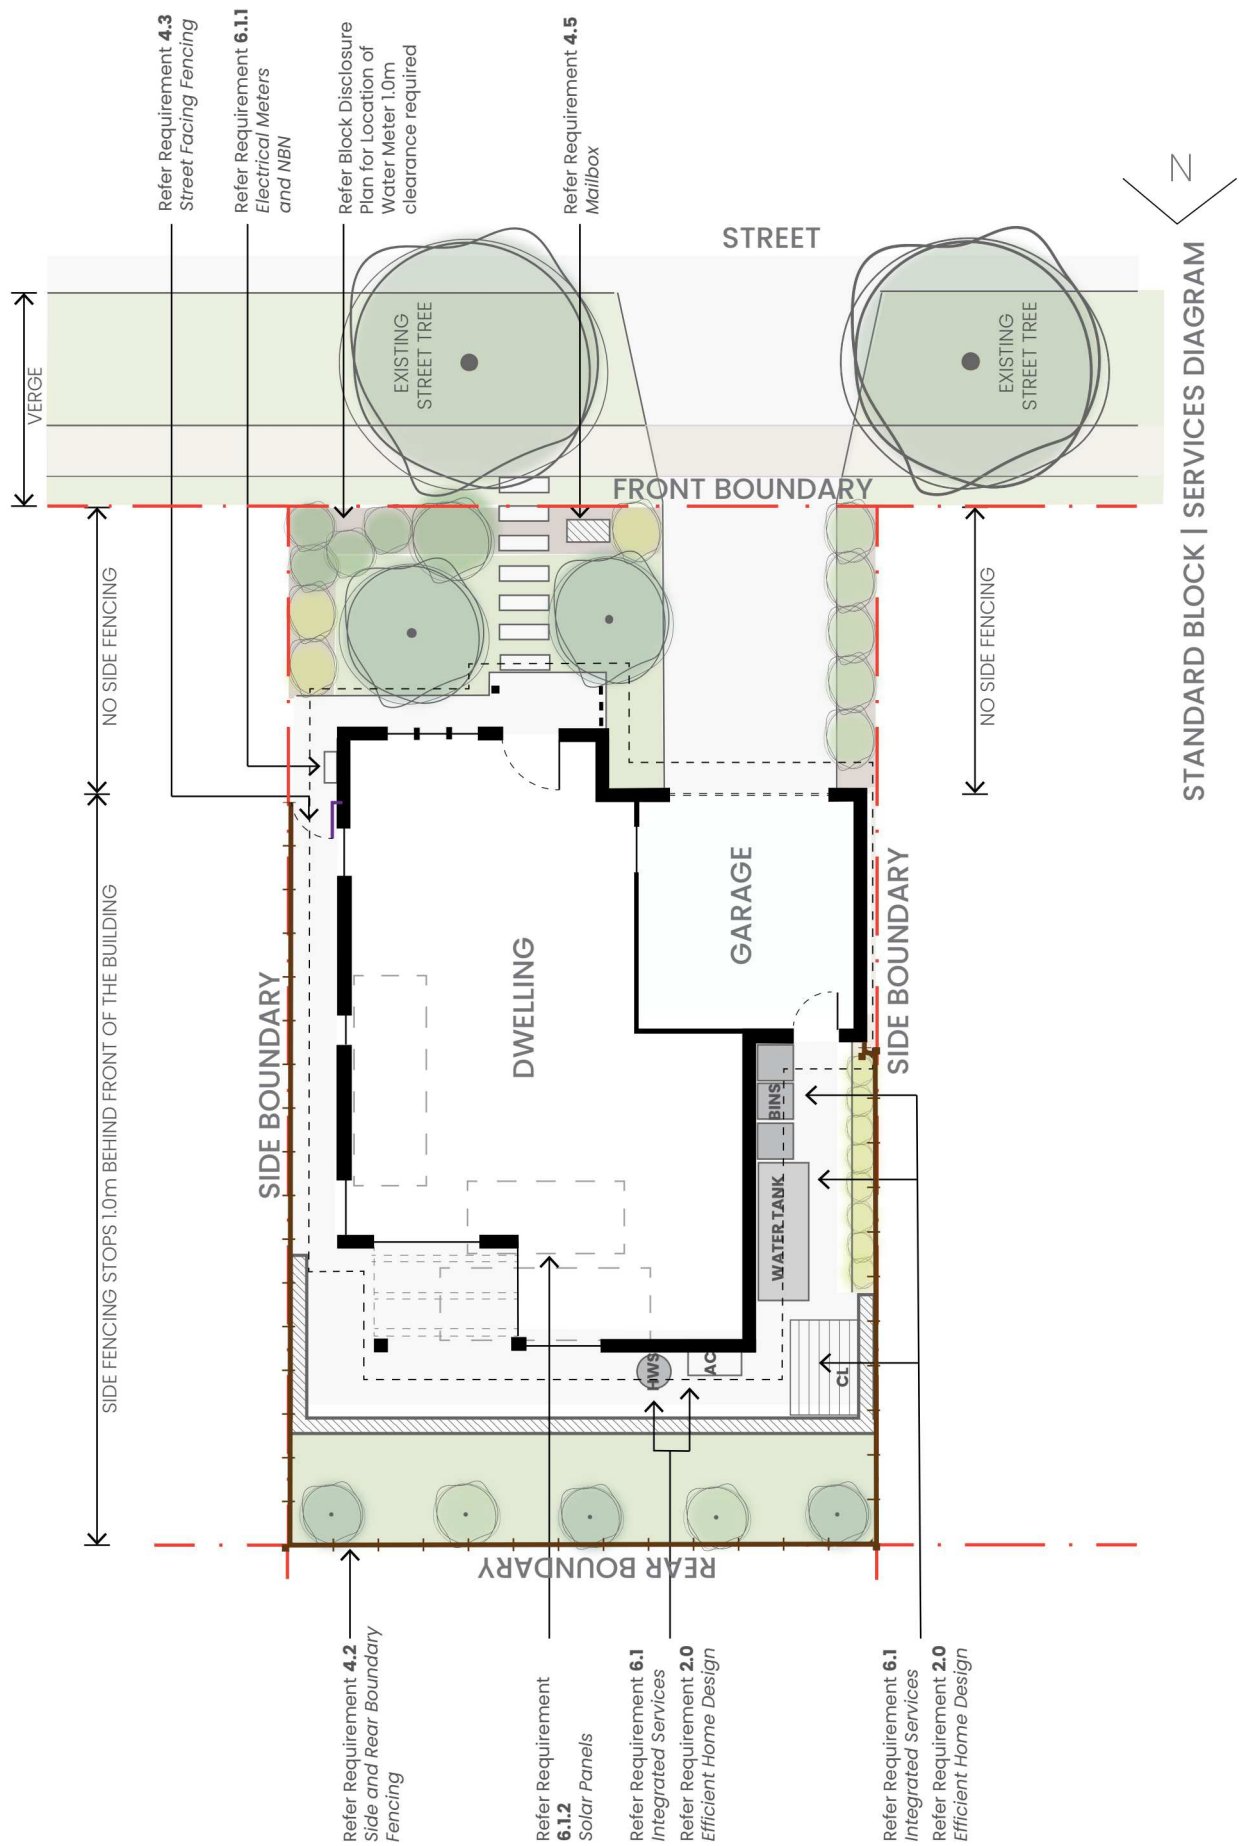 Refer Requirement 4.3
Street Facing Fencing
Refer Requirement 6.1.1
Electrical Meters
and NBN
Refer Block Disclosure
Plan for Location of
Water Meter 1.0m
clearance required
Refer Requirement 4.5
Mailbox
N
STREET
VERGE
EXISTING
STREET TREE
EXISTING
STREET TREE
FRONT BOUNDARY
NO SIDE FENCING
NO SIDE FENCING
SIDE FENCING STOPS 1.0m BEHIND FRONT OF THE BUILDING
SIDE BOUNDARY
DWELLING
GARAGE
SIDE BOUNDARY
BINS
WATER TANK
HWS
AC
CL
REAR BOUNDARY
Refer Requirement 4.2
Side and Rear Boundary
Fencing
Refer Requirement
6.1.2
Solar Panels
Refer Requirement 6.1
Integrated Services
Refer Requirement 2.0
Efficient Home Design
Refer Requirement 6.1
Integrated Services
Refer Requirement 2.0
Efficient Home Design
STANDARD BLOCK | SERVICES DIAGRAM